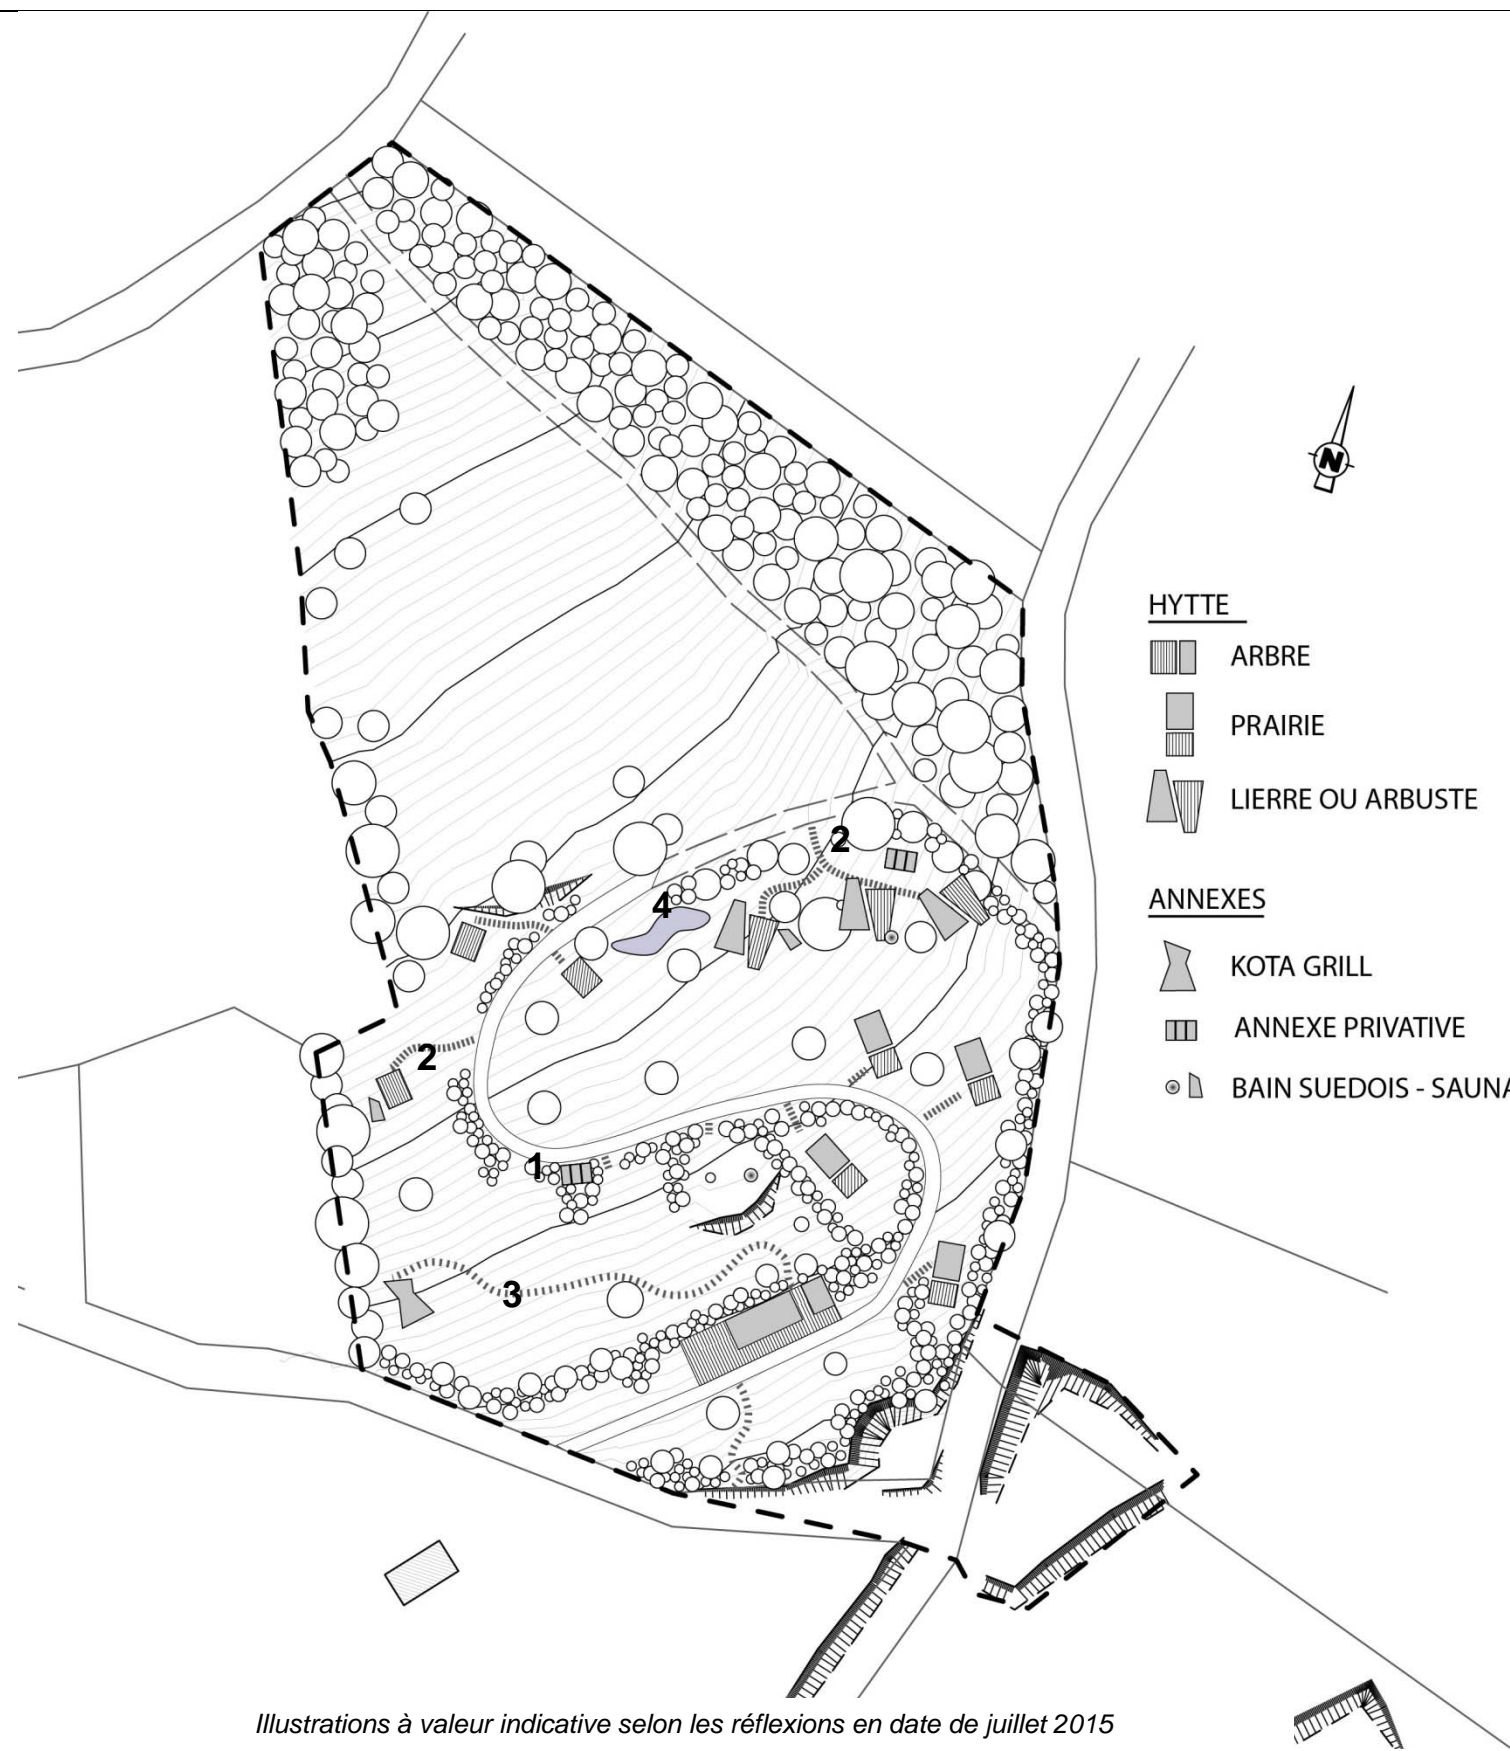 N
HYTTE
ARBRE
PRAIRIE
LIERRE OU ARBUSTE
2
ANNEXES
4
KOTA GRILL
ANNEXE PRIVATIVE
2
BAIN SUEDOIS - SAUNA
1
3
Illustrations à valeur indicative selon les réflexions en date de juillet 2015